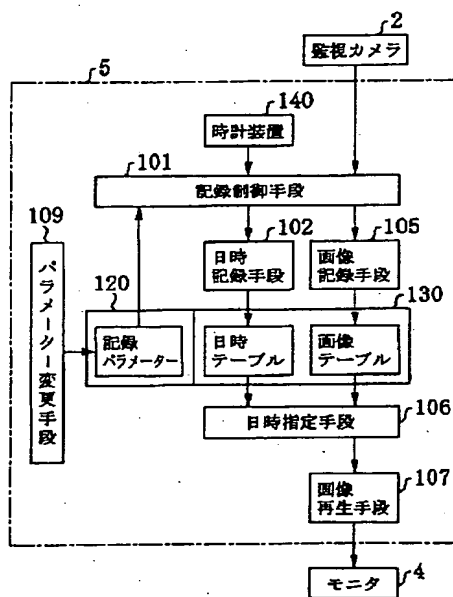 2
監視カメラ
5
140
時計装置
101
記録制御手段
109
102
105
日時
記録手段
画像
記録手段
パラメーター変更手段
120
130
記録
パラメーター
日時
テーブル
画像
テーブル
日時指定手段
106
107
画像
再生手段
モニタ
4